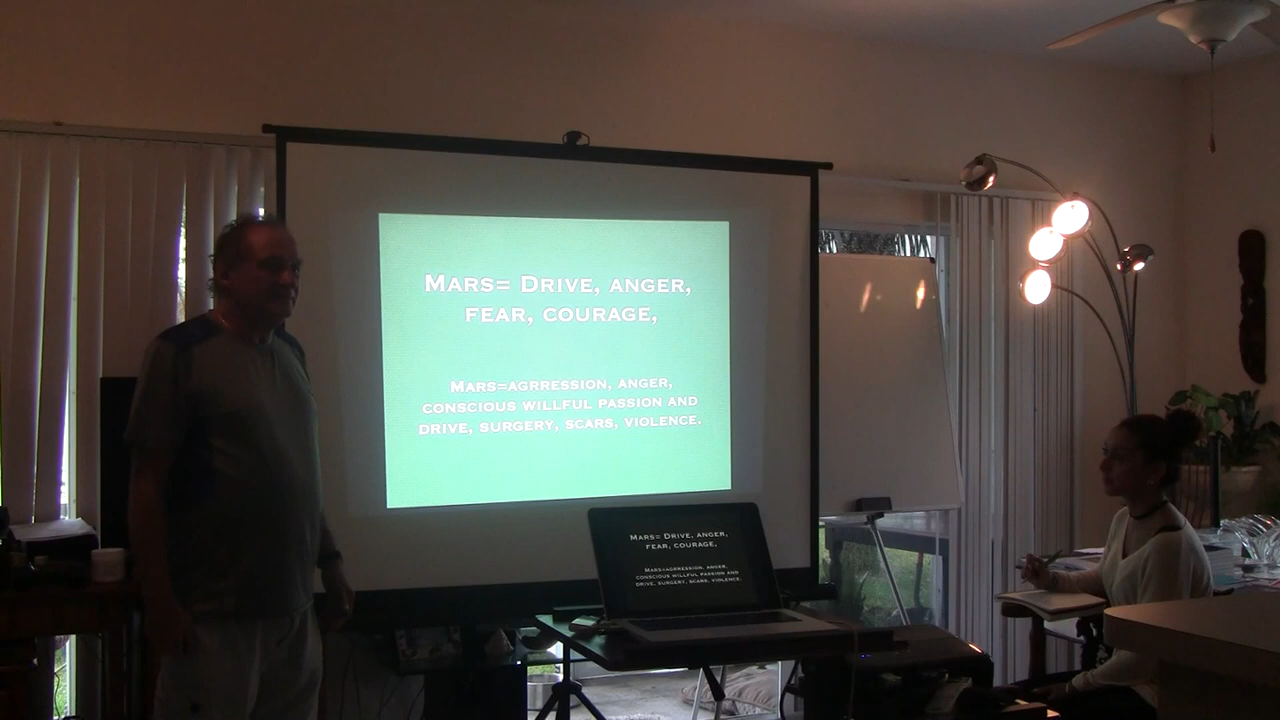 Mars= Drive, anger,
fear, courage,
Mars=agrression, anger,
conscious willful passion and
drive, surgery, scars, violence.
Mars= Drive, anger,
fear, courage,
Mars=agrression, anger,
conscious willful passion and
drive, surgery, scars, violence.